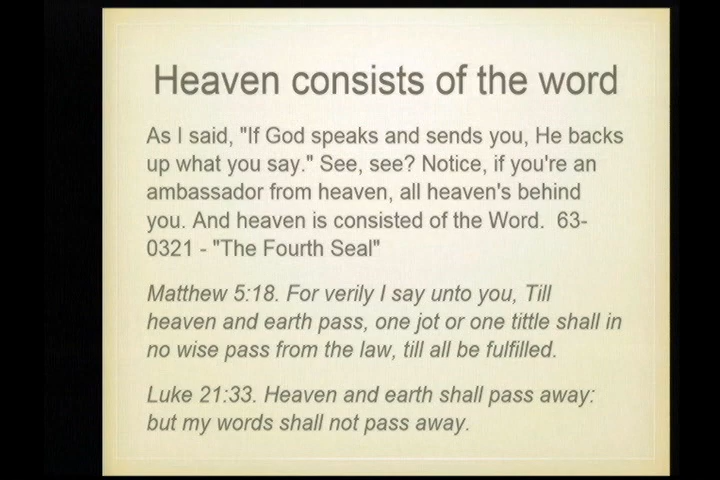 Heaven consists of the word
As I said, "If God speaks and sends you, He backs
up what you say." See, see? Notice, if you're an
ambassador from heaven, all heaven's behind
you. And heaven is consisted of the Word.  63-
0321 - "The Fourth Seal"
Matthew 5:18. For verily I say unto you, Till
heaven and earth pass, one jot or one tittle shall in
no wise pass from the law, till all be fulfilled.
Luke 21:33. Heaven and earth shall pass away:
but my words shall not pass away.